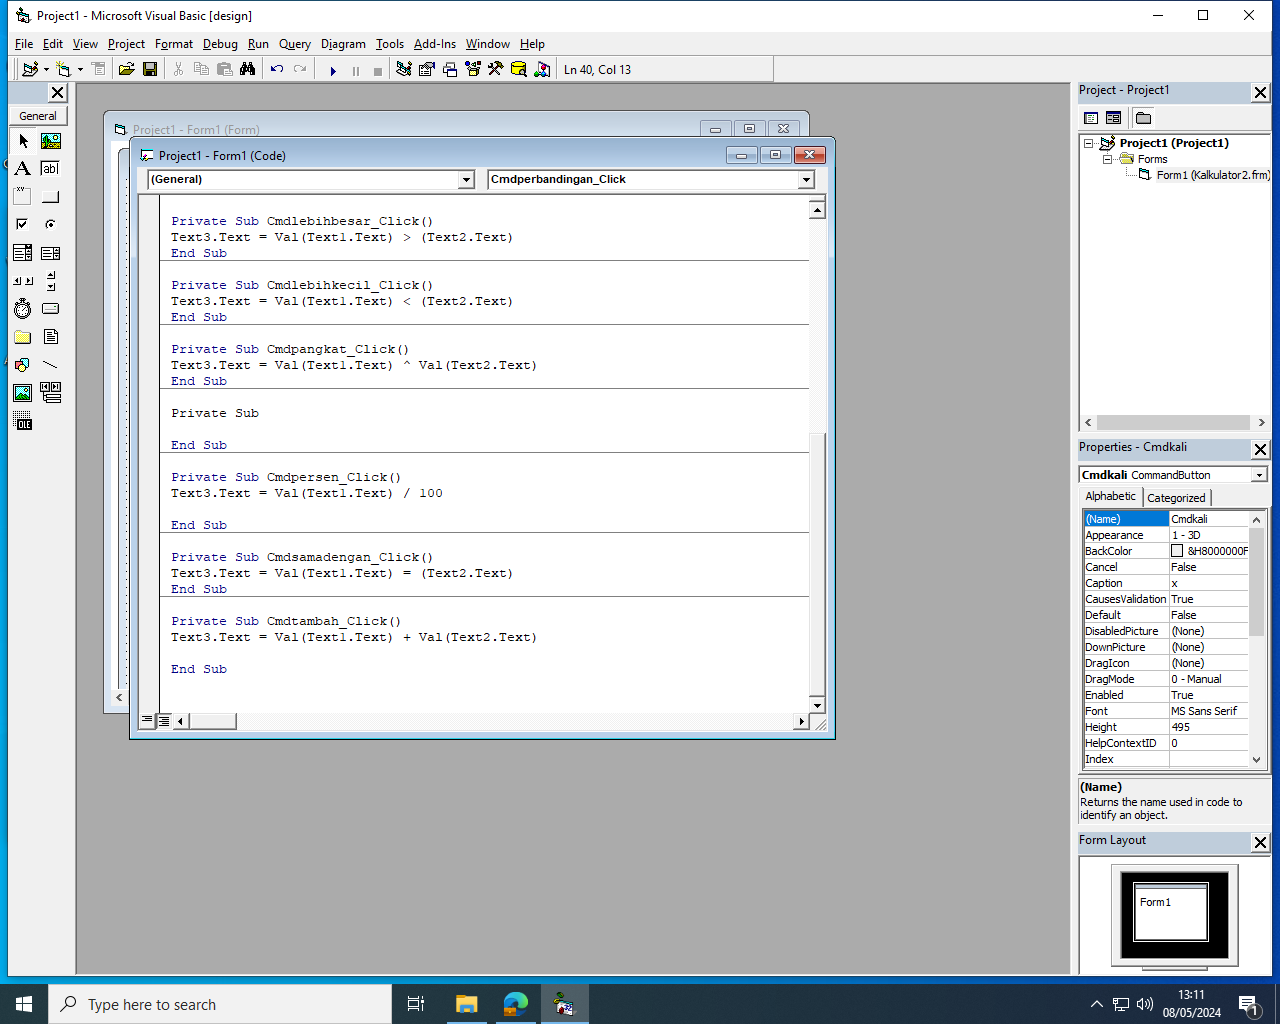 Project1 - Microsoft Visual Basic [design]
File Edit View Project Format Debug Run Query Diagram Tools Add-Ins Window Help
Ln 40, Col 13
General
A
ab|
XY
OLE
Project1 - Form1 (Form)
Project1 - Form1 (Code)
(General)
Cmdperbandingan_Click
Private Sub Cmdlebihbesar_Click()
Text3.Text = Val(Text1.Text) > (Text2.Text)
End Sub
Private Sub Cmdlebihkecil_Click()
Text3.Text = Val(Text1.Text) < (Text2.Text)
End Sub
Private Sub Cmdpangkat_Click()
Text3.Text = Val(Text1.Text) ^ Val(Text2.Text)
End Sub
Private Sub
End Sub
Private Sub Cmdpersen_Click()
Text3.Text = Val(Text1.Text) / 100
End Sub
Private Sub Cmdsamadengan_Click()
Text3.Text = Val(Text1.Text) = (Text2.Text)
End Sub
Private Sub Cmdtambah_Click()
Text3.Text = Val(Text1.Text) + Val(Text2.Text)
End Sub
Project - Project1
Project1 (Project1)
Forms
Form1 (Kalkulator2.frm)
Properties - Cmdkali
Cmdkali CommandButton
Alphabetic Categorized
(Name) Cmdkali
Appearance 1 - 3D
BackColor &H8000000F
Cancel False
Caption x
CausesValidation True
Default False
DisabledPicture (None)
DownPicture (None)
DragIcon (None)
DragMode 0 - Manual
Enabled True
Font MS Sans Serif
Height 495
HelpContextID 0
Index
(Name)
Returns the name used in code to
identify an object.
Form Layout
Form1
Type here to search
13:11
08/05/2024
1